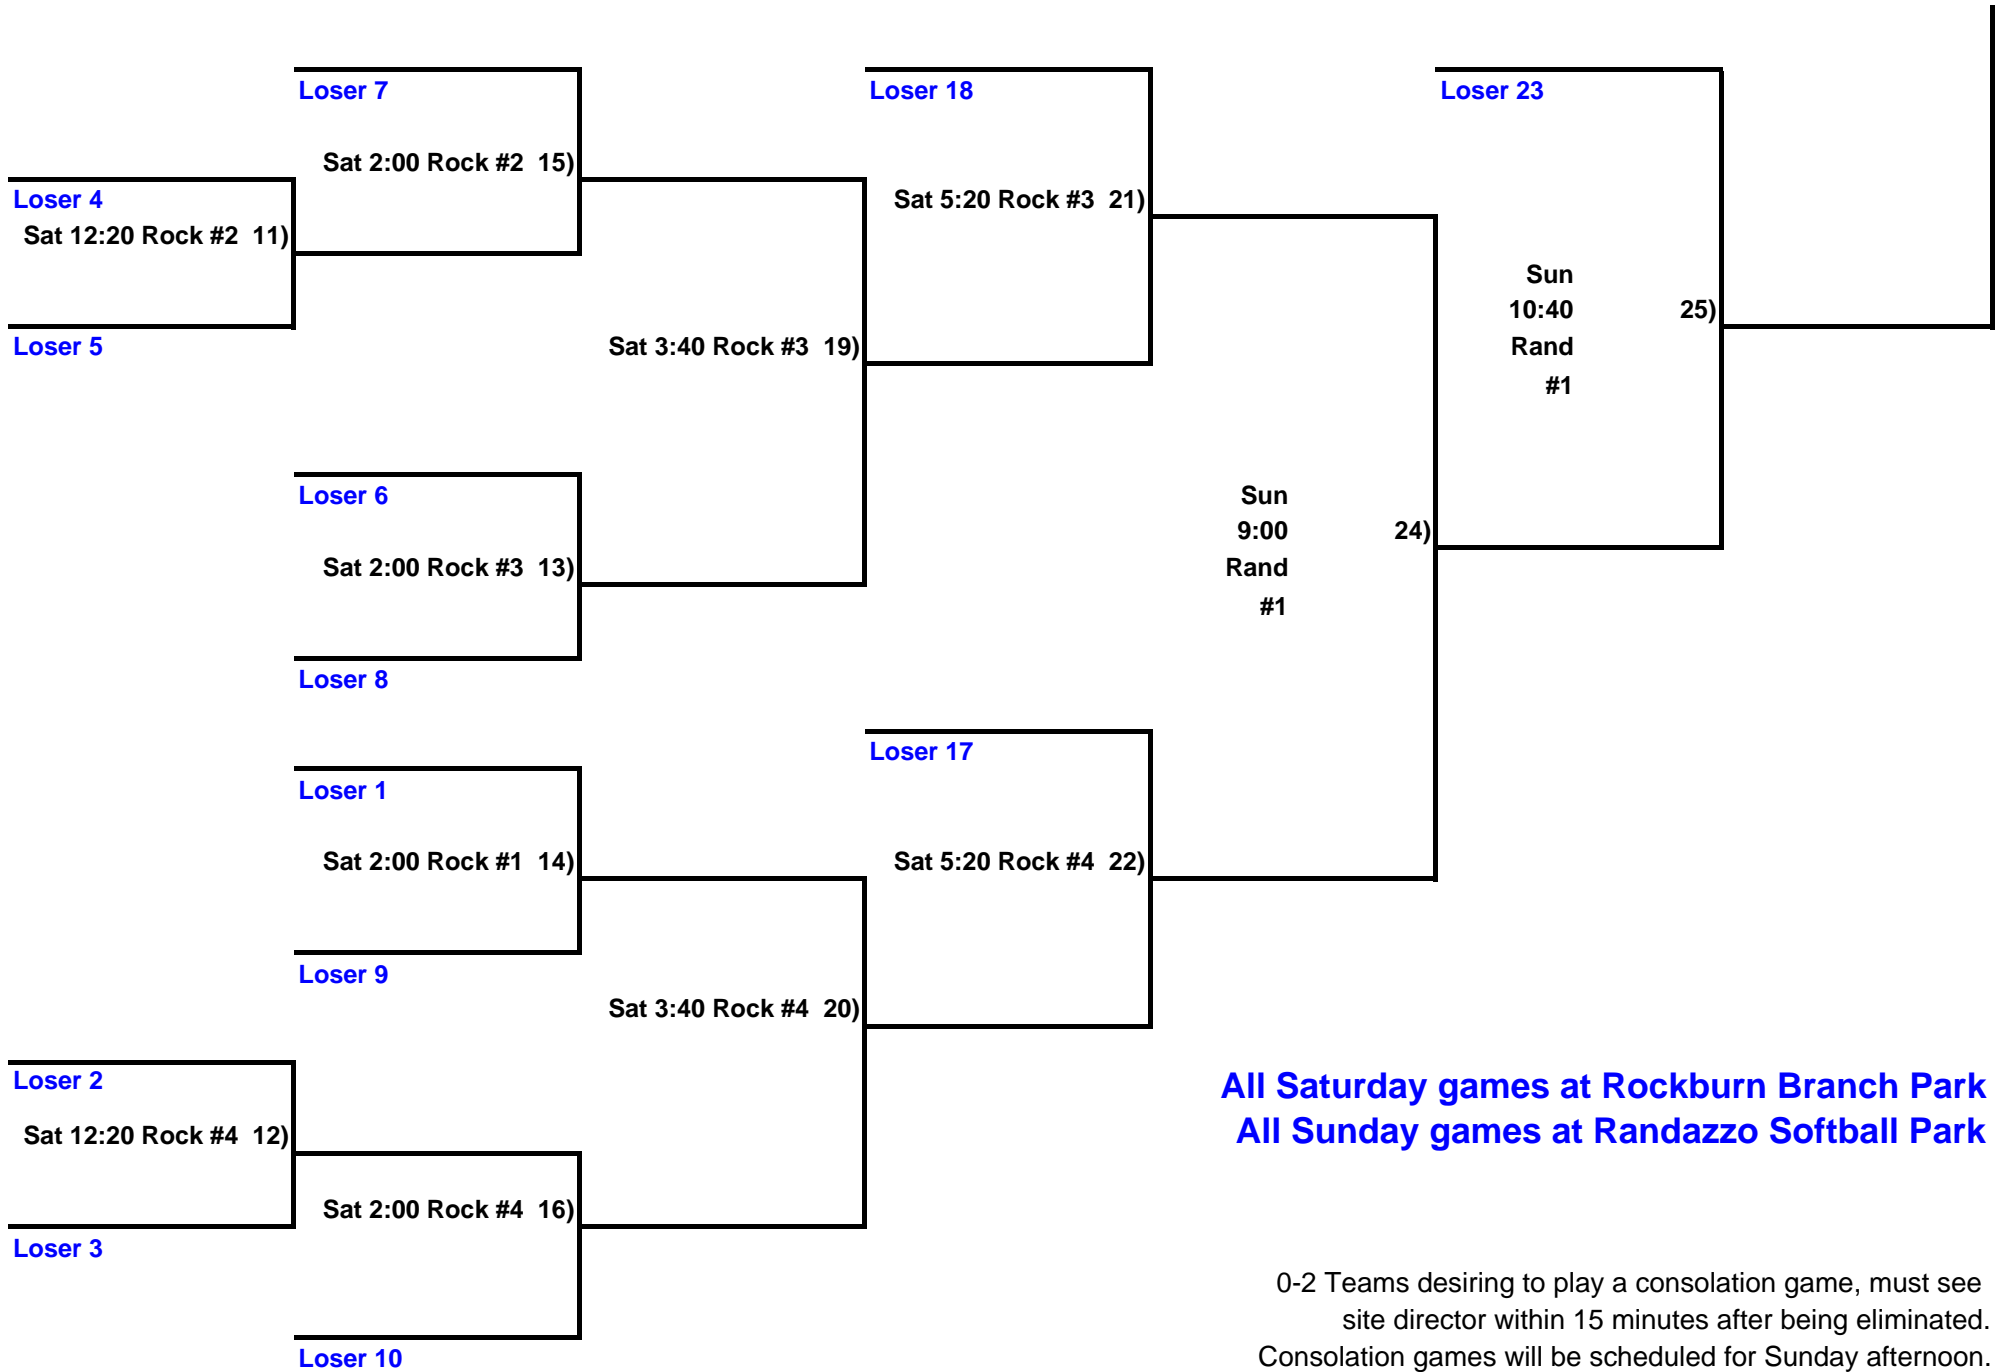 Loser 7
Loser 18
Loser 23
Sat 2:00 Rock #2 15)
Loser 4
Sat 5:20 Rock #3 21)
Sat 12:20 Rock #2 11)
Sun
10:40 25)
Rand
#1
Loser 5
Sat 3:40 Rock #3 19)
Loser 6
Sun
9:00 24)
Rand
#1
Sat 2:00 Rock #3 13)
Loser 8
Loser 17
Loser 1
Sat 2:00 Rock #1 14)
Sat 5:20 Rock #4 22)
Loser 9
Sat 3:40 Rock #4 20)
Loser 2
Sat 12:20 Rock #4 12)
All Saturday games at Rockburn Branch Park
All Sunday games at Randazzo Softball Park
Sat 2:00 Rock #4 16)
Loser 3
0-2 Teams desiring to play a consolation game, must see
site director within 15 minutes after being eliminated.
Consolation games will be scheduled for Sunday afternoon.
Loser 10